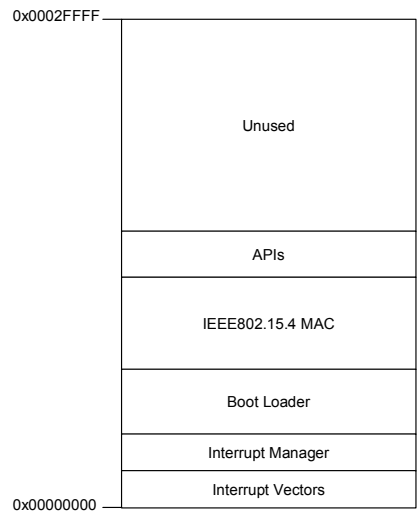 0x0002FFFF
Unused
APIs
IEEE802.15.4 MAC
Boot Loader
Interrupt Manager
Interrupt Vectors
0x00000000